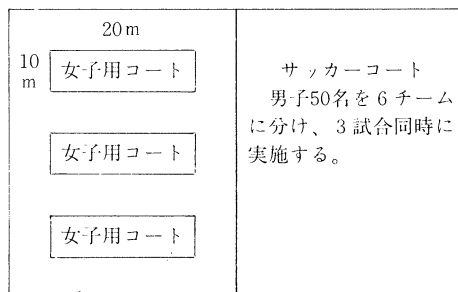 20m
10
m
女子用コート
女子用コート
女子用コート
サッカーコート
男子50名を6チーム
に分け、3試合同時に
実施する。